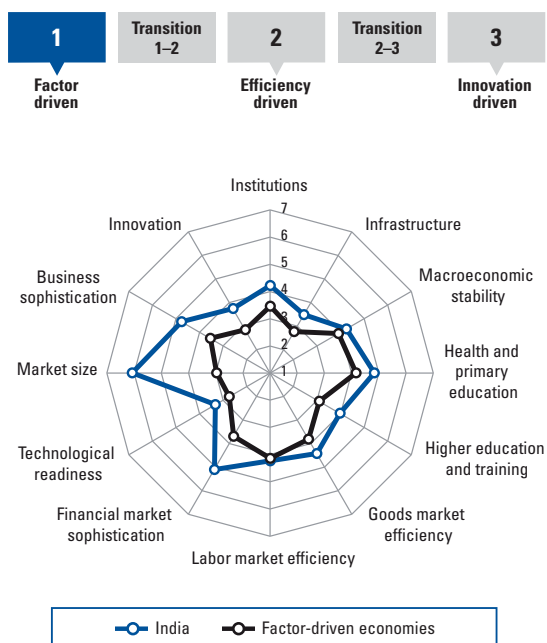 1
Transition
1–2
2
Transition
2–3
3
Factor
driven
Efficiency
driven
Innovation
driven
Institutions
7
Innovation
Infrastructure
6
5
Business
sophistication
Macroeconomic
stability
4
3
2
Market size
1
Health and
primary
education
Technological
readiness
Higher education
and training
Financial market
sophistication
Goods market
efficiency
Labor market efficiency
India
Factor-driven economies